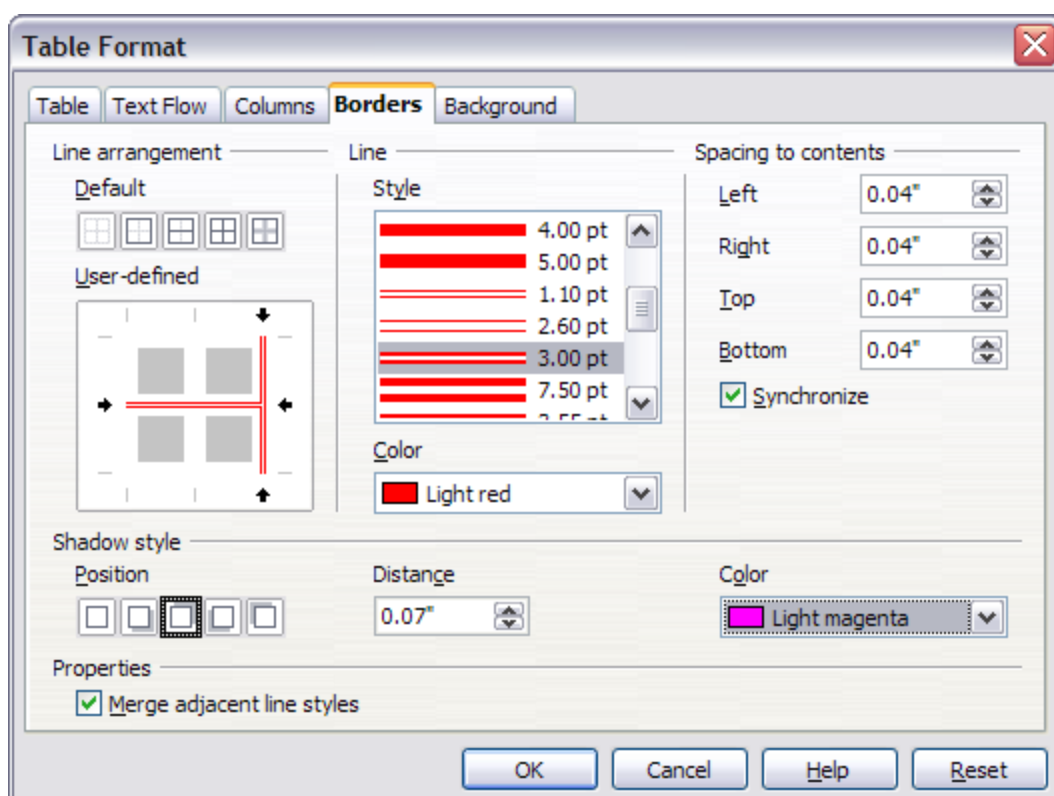 Table Format
Table Text Flow Columns Borders Background
Line arrangement
Default
User-defined
Line
Style
4.00 pt
5.00 pt
1.10 pt
2.60 pt
3.00 pt
7.50 pt
Color
Light red
Spacing to contents
Left 0.04"
Right 0.04"
Top 0.04"
Bottom 0.04"
Synchronize
Shadow style
Position
Distance
0.07"
Color
Light magenta
Properties
Merge adjacent line styles
OK Cancel Help Reset